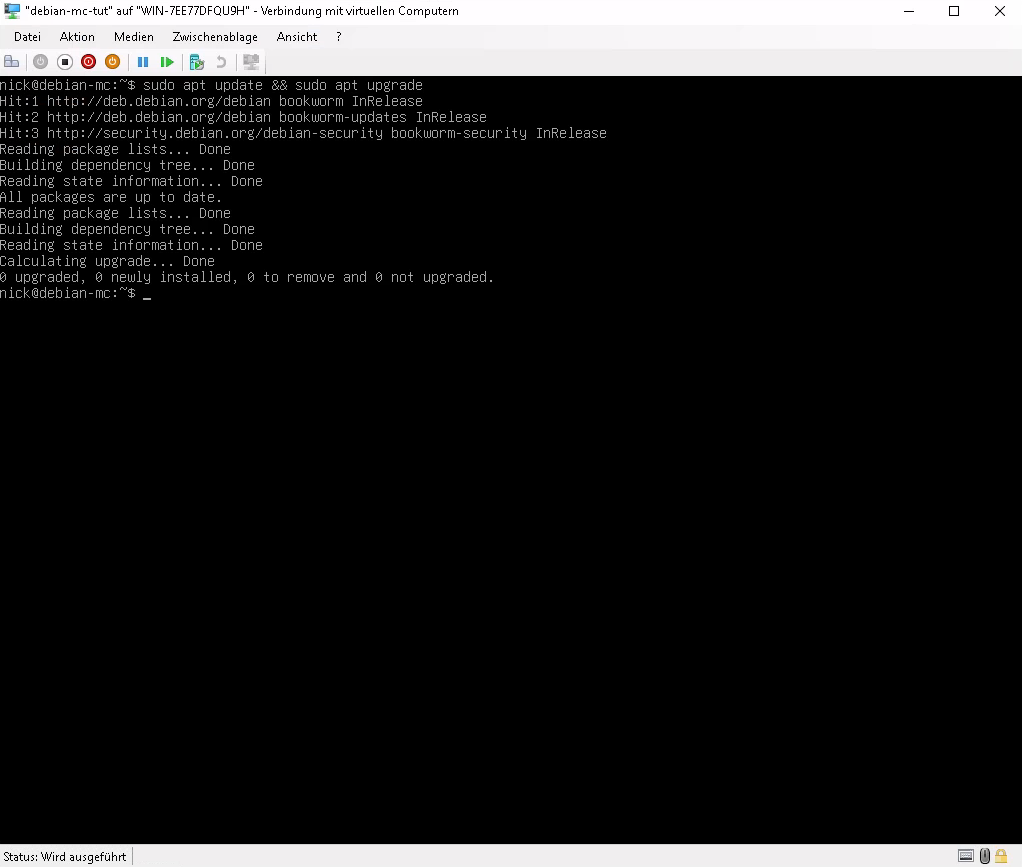 "debian-mc-tut" auf "WIN-7EE77DFQU9H" - Verbindung mit virtuellen Computern
Datei Aktion Medien Zwischenablage Ansicht ?
nick@debian-mc:~$ sudo apt update && sudo apt upgrade
Hit:1 http://deb.debian.org/debian bookworm InRelease
Hit:2 http://deb.debian.org/debian bookworm-updates InRelease
Hit:3 http://security.debian.org/debian-security bookworm-security InRelease
Reading package lists... Done
Building dependency tree... Done
Reading state information... Done
All packages are up to date.
Reading package lists... Done
Building dependency tree... Done
Reading state information... Done
Calculating upgrade... Done
0 upgraded, 0 newly installed, 0 to remove and 0 not upgraded.
nick@debian-mc:~$ _
Status: Wird ausgeführt